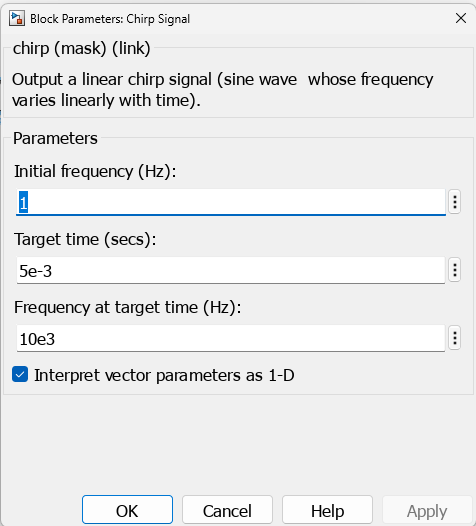 Block Parameters: Chirp Signal
chirp (mask) (link)
Output a linear chirp signal (sine wave whose frequency
varies linearly with time).
Parameters
Initial frequency (Hz):
1
Target time (secs):
5e-3
Frequency at target time (Hz):
10e3
Interpret vector parameters as 1-D
OK Cancel Help Apply